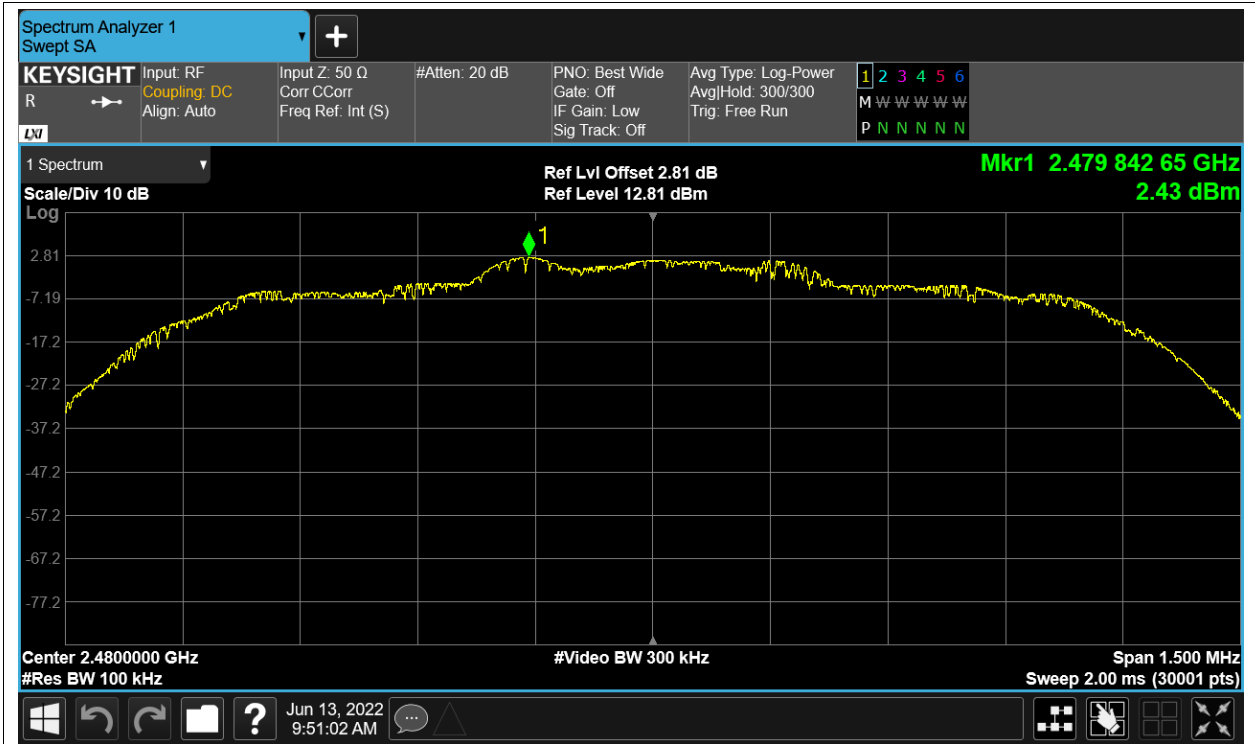 Spectrum Analyzer 1
Swept SA
KEYSIGHT
R
LXI
Input: RF
Coupling: DC
Align: Auto
Input Z: 50 Ω
Corr CCorr
Freq Ref: Int (S)
#Atten: 20 dB
PNO: Best Wide
Gate: Off
IF Gain: Low
Sig Track: Off
Avg Type: Log-Power
Avg|Hold: 300/300
Trig: Free Run
1 2 3 4 5 6
M W W W W W W
P N N N N N
1 Spectrum
Scale/Div 10 dB
Log
Ref Lvl Offset 2.81 dB
Ref Level 12.81 dBm
Mkr1 2.479 842 65 GHz
2.43 dBm
1
2.81
-7.19
-17.2
-27.2
-37.2
-47.2
-57.2
-67.2
-77.2
Center 2.4800000 GHz
#Video BW 300 kHz
Span 1.500 MHz
#Res BW 100 kHz
Sweep 2.00 ms (30001 pts)
?
Jun 13, 2022
9:51:02 AM